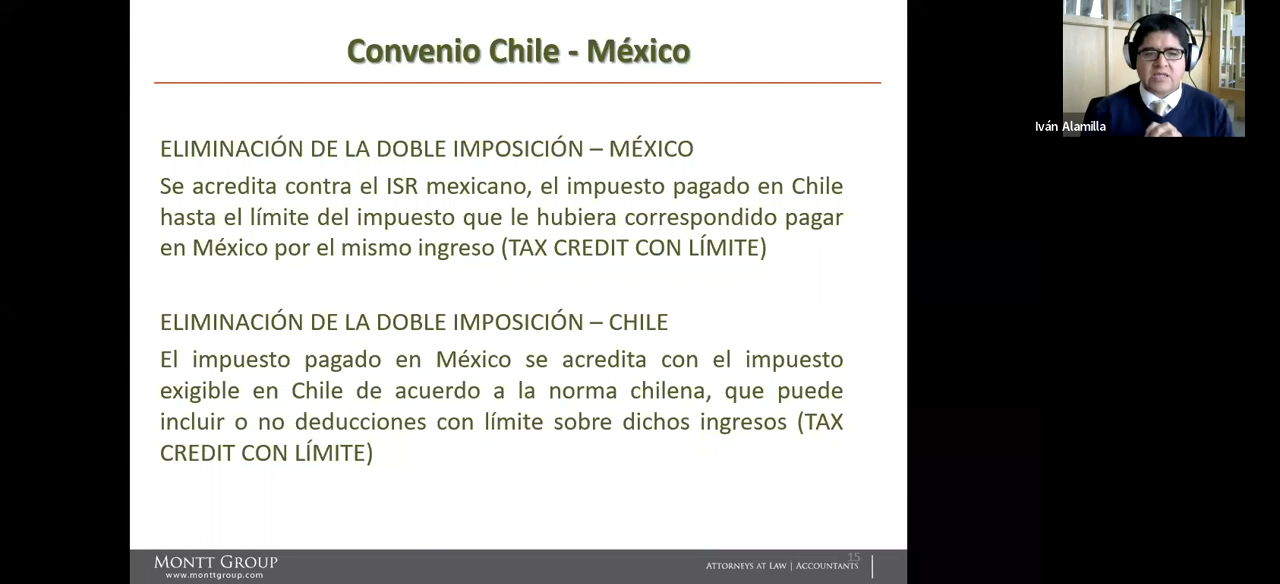 Convenio Chile - México
Iván Alamilla
ELIMINACIÓN DE LA DOBLE IMPOSICIÓN – MÉXICO
Se acredita contra el ISR mexicano, el impuesto pagado en Chile
hasta el límite del impuesto que le hubiera correspondido pagar
en México por el mismo ingreso (TAX CREDIT CON LÍMITE)
ELIMINACIÓN DE LA DOBLE IMPOSICIÓN – CHILE
El impuesto pagado en México se acredita con el impuesto
exigible en Chile de acuerdo a la norma chilena, que puede
incluir o no deducciones con límite sobre dichos ingresos (TAX
CREDIT CON LÍMITE)
MONTT GROUP
www.monttgroup.com
15
ATTORNEYS AT LAW | ACCOUNTANTS